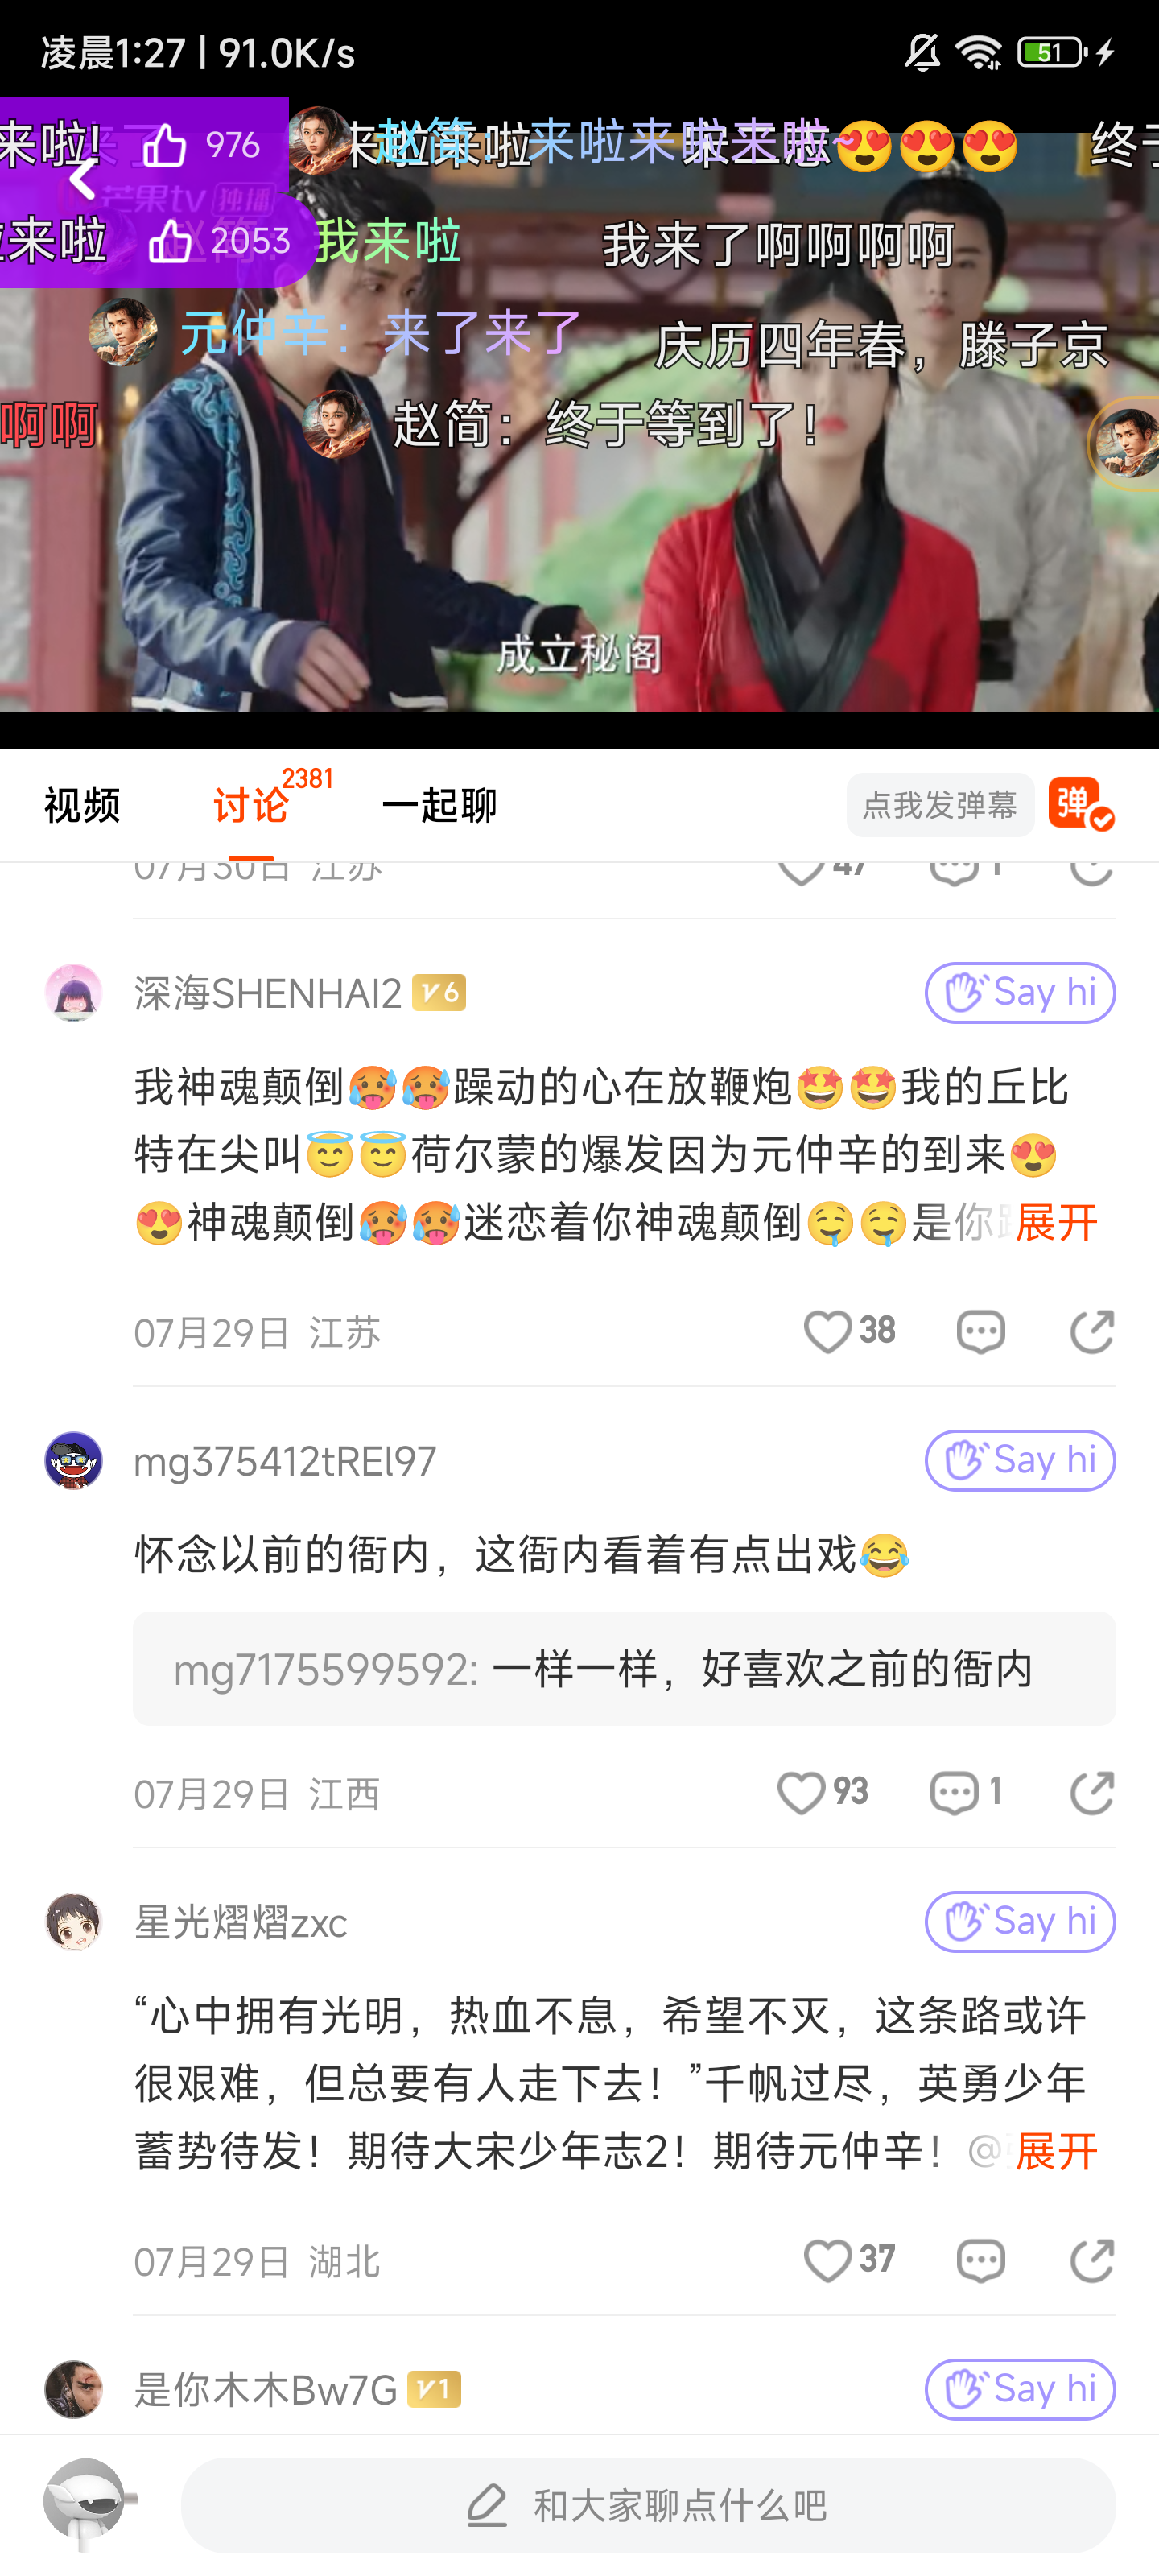 凌晨1:27 | 91.0K/s
51
来啦!
976
来啦来啦来啦~😍😍😍
芒果tv 独播
来啦
2053
我来啦
我来了啊啊啊啊
元仲辛：来了来了
庆历四年春，滕子京
啊啊
赵简：终于等到了！
成立秘阁
视频
讨论
2381
一起聊
点我发弹幕
弹
07月30日 江苏
47
1
深海SHENHAI2
V6
Say hi
我神魂颠倒🥵🥵躁动的心在放鞭炮🤩🤩我的丘比
特在尖叫😇😇荷尔蒙的爆发因为元仲辛的到来😍
😍神魂颠倒🥵🥵迷恋着你神魂颠倒🤤🤤是你
展开
07月29日 江苏
38
mg375412tREl97
Say hi
怀念以前的衙内，这衙内看着有点出戏😂
mg7175599592: 一样一样，好喜欢之前的衙内
07月29日 江西
93
1
星光熠熠zxc
Say hi
“心中拥有光明，热血不息，希望不灭，这条路或许
很艰难，但总要有人走下去！”千帆过尽，英勇少年
蓄势待发！期待大宋少年志2！期待元仲辛！@
展开
07月29日 湖北
37
是你木木Bw7G
V1
Say hi
和大家聊点什么吧